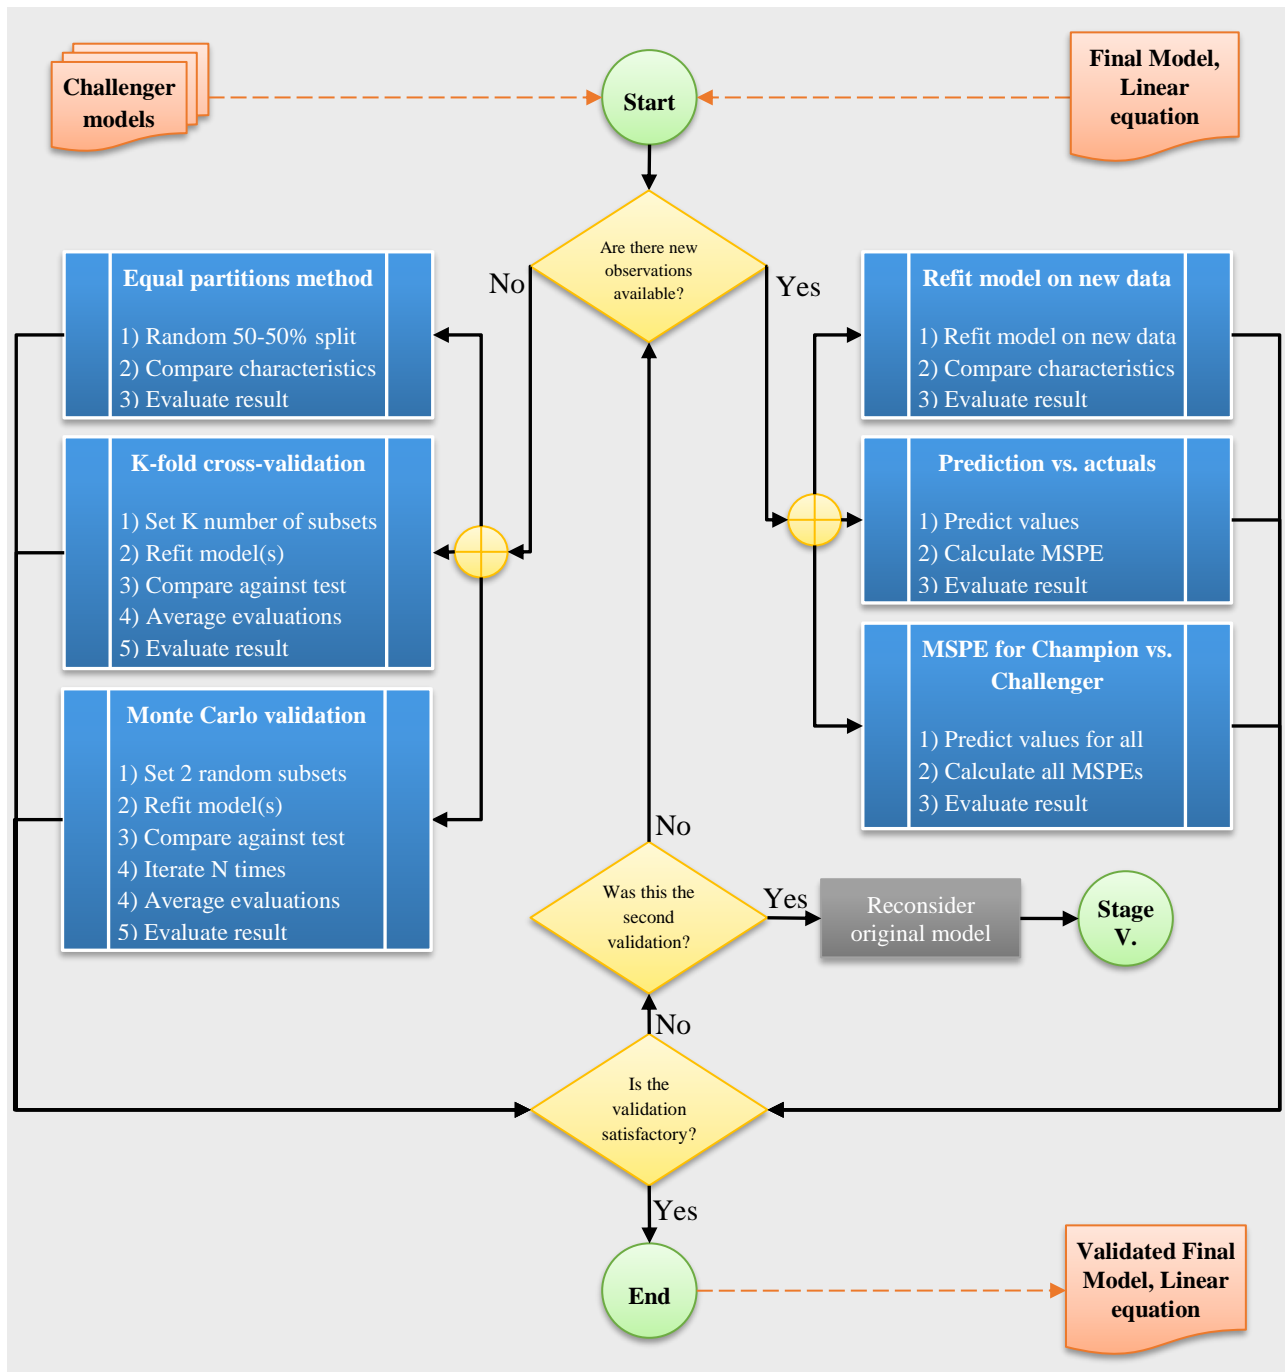 Challenger
models
Start
Final Model,
Linear
equation
Are there new
observations
available?
No
Yes
Equal partitions method
1) Random 50-50% split
2) Compare characteristics
3) Evaluate result
K-fold cross-validation
1) Set K number of subsets
2) Refit model(s)
3) Compare against test
4) Average evaluations
5) Evaluate result
Monte Carlo validation
1) Set 2 random subsets
2) Refit model(s)
3) Compare against test
4) Iterate N times
4) Average evaluations
5) Evaluate result
Refit model on new data
1) Refit model on new data
2) Compare characteristics
3) Evaluate result
Prediction vs. actuals
1) Predict values
2) Calculate MSPE
3) Evaluate result
MSPE for Champion vs.
Challenger
1) Predict values for all
2) Calculate all MSPEs
3) Evaluate result
No
Was this the
second
validation?
Yes
Reconsider
original model
Stage
V.
No
Is the
validation
satisfactory?
Yes
End
Validated Final
Model, Linear
equation